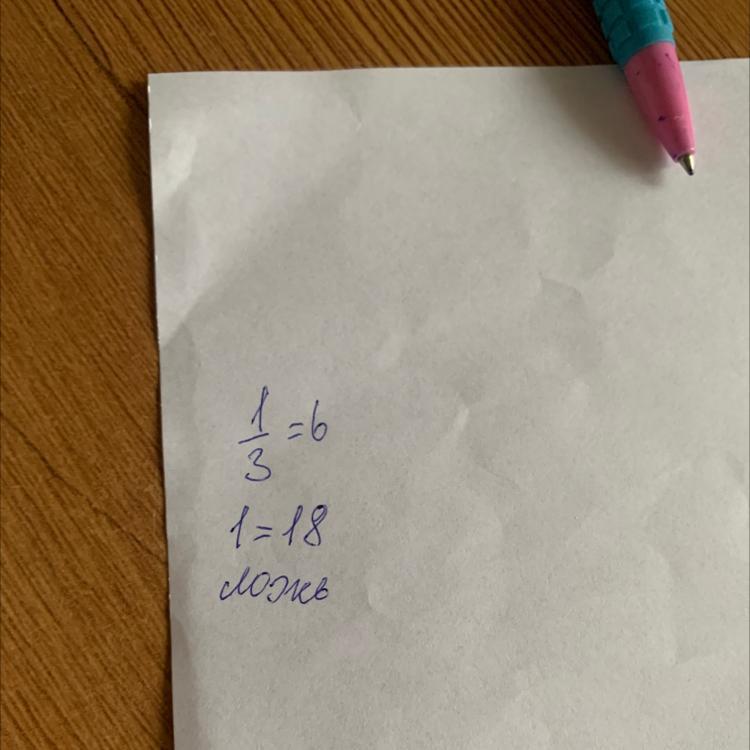 1/3 = 6
1 = 18
ложь